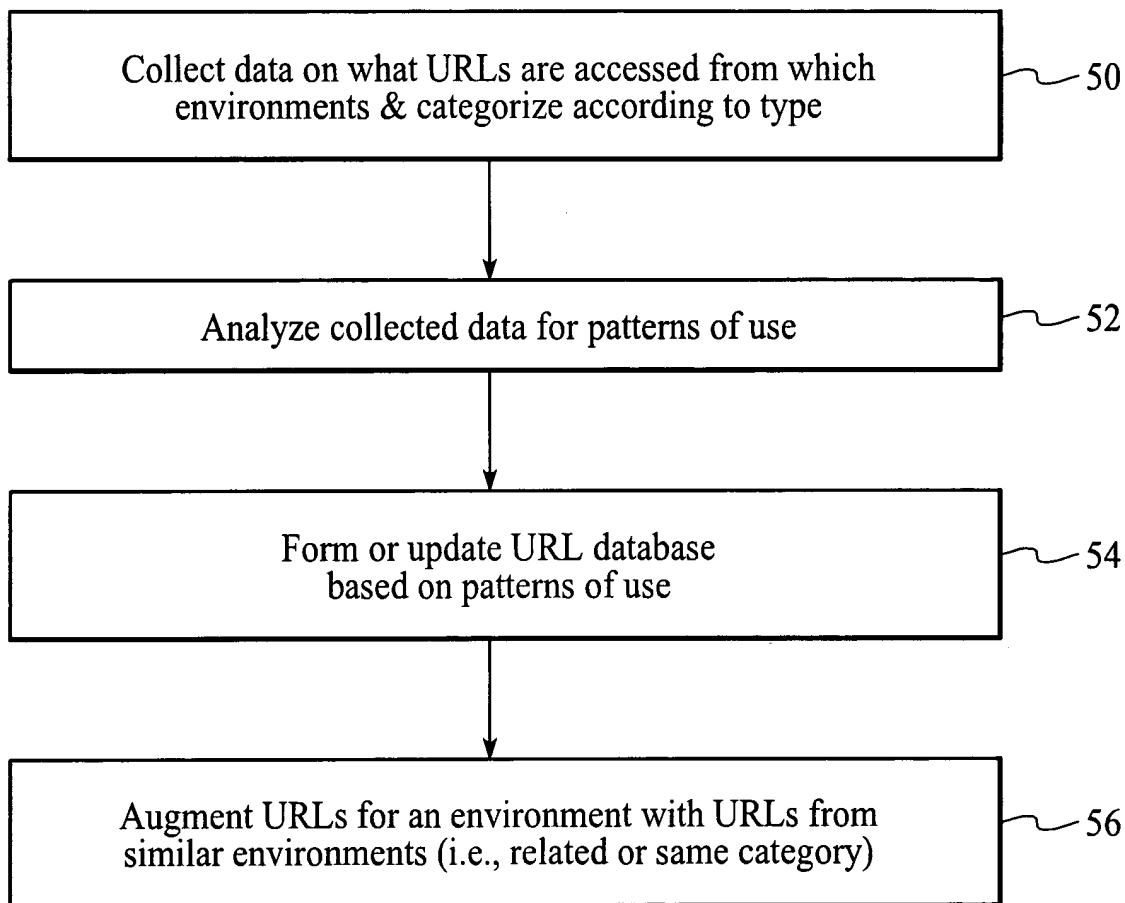 Collect data on what URLs are accessed from which
environments & categorize according to type
50
Analyze collected data for patterns of use
52
Form or update URL database
based on patterns of use
54
Augment URLs for an environment with URLs from
similar environments (i.e., related or same category)
56